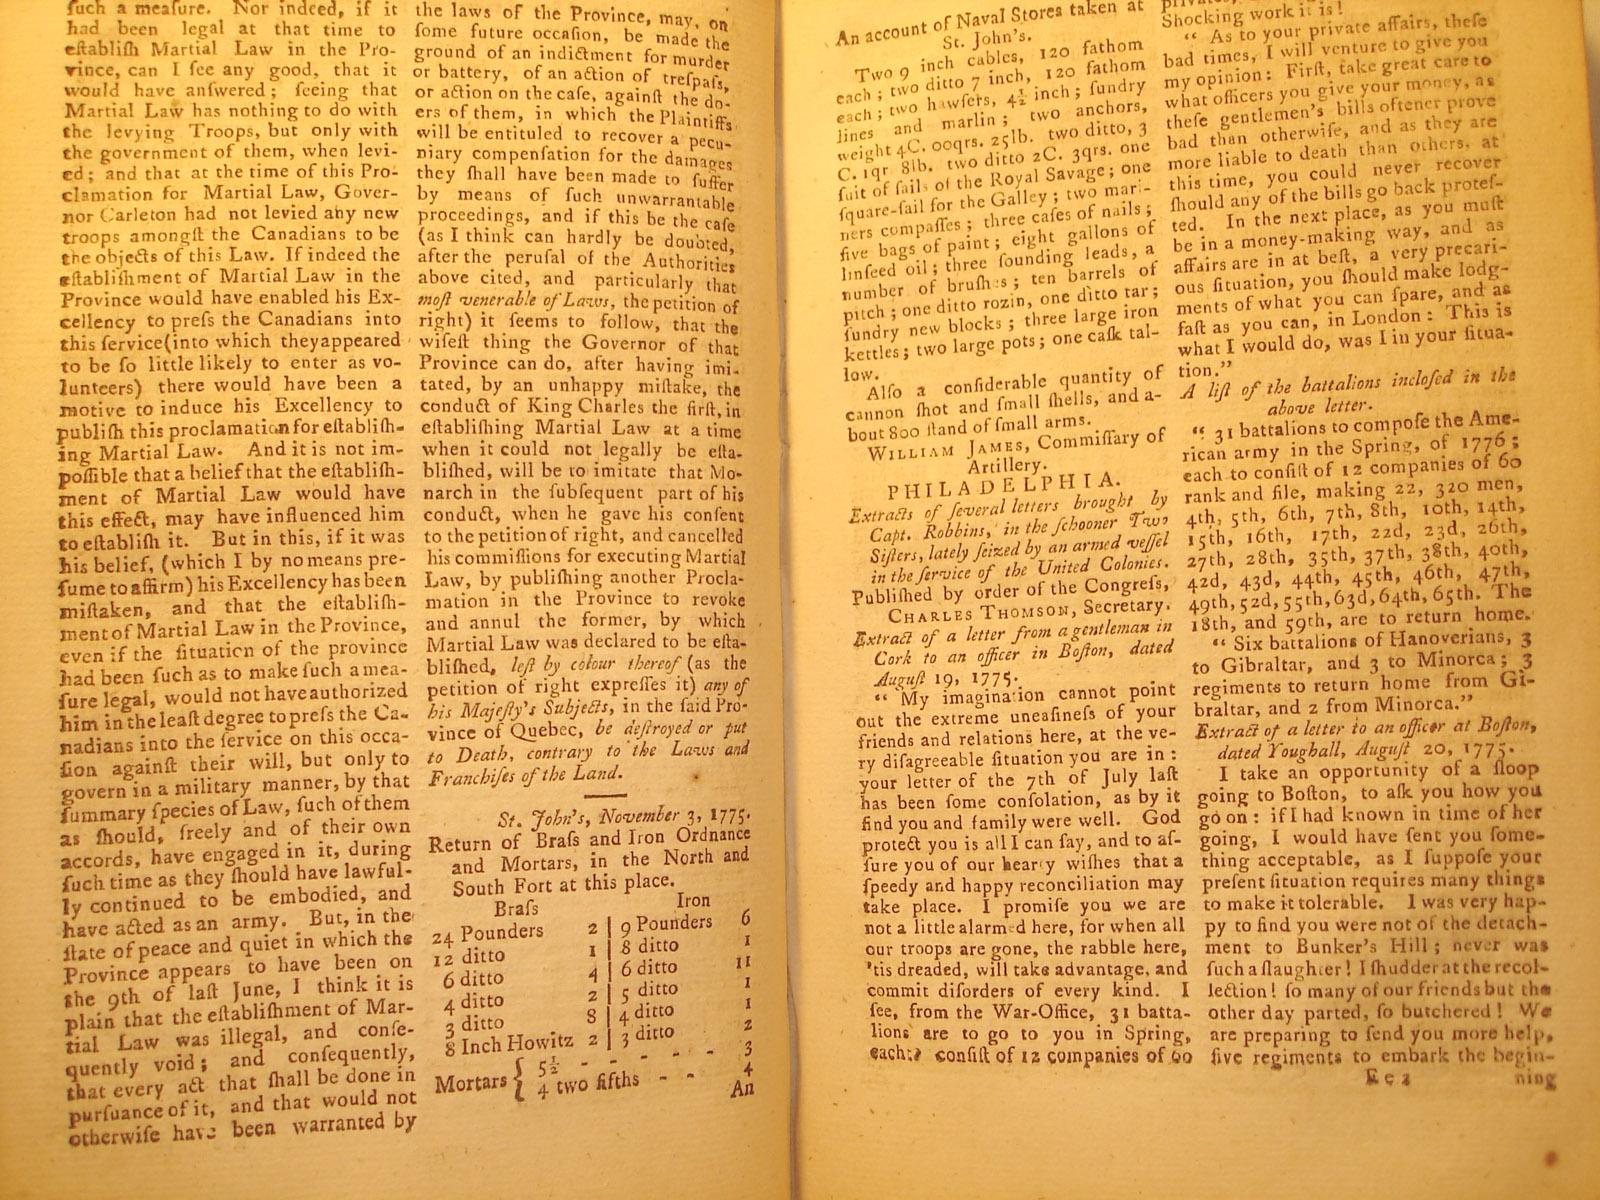 ſuch a meaſure. Nor indeed, if it
had been legal at that time to
eſtabliſh Martial Law in the Pro-
vince, can I ſee any good, that it
would have anſwered; ſeeing that
Martial Law has nothing to do with
the levying Troops, but only with
the government of them, when levi-
ed; and that at the time of this Pro-
clamation for Martial Law, Gover-
nor Carleton had not levied any new
troops amongſt the Canadians to be
the objects of this Law. If indeed the
eſtabliſhment of Martial Law in the
Province would have enabled his Ex-
cellency to preſs the Canadians into
this ſervice(into which theyappeared
to be ſo little likely to enter as vo-
lunteers) there would have been a
motive to induce his Excellency to
publiſh this proclamation for eſtabliſh-
ing Martial Law. And it is not im-
poſſible that a belief that the eſtabliſh-
ment of Martial Law would have
this effect, may have influenced him
to eſtabliſh it. But in this, if it was
his belief, (which I by no means pre-
ſume to affirm) his Excellency has been
miſtaken, and that the eſtabliſh-
ment of Martial Law in the Province,
even if the ſituation of the province
had been ſuch as to make ſuch a mea-
ſure legal, would not have authorized
him in the leaſt degree to preſs the Ca-
nadians into the ſervice on this occa-
ſion againſt their will, but only to
govern in a military manner, by that
ſummary ſpecies of Law, ſuch of them
as ſhould, freely and of their own
accords, have engaged in it, during
ſuch time as they ſhould have lawful-
ly continued to be embodied, and
have acted as an army. But, in the
ſtate of peace and quiet in which the
Province appears to have been on
the 9th of laſt June, I think it is
plain that the eſtabliſhment of Mar-
tial Law was illegal, and conſe-
quently void; and conſequently,
that every act that ſhall be done in
purſuance of it, and that would not
otherwiſe have been warranted by
the laws of the Province, may, on
ſome future occaſion, be made the
ground of an indictment for murder
or battery, of an action of treſpaſs,
or action on the caſe, againſt the do-
ers of them, in which the Plaintiffs
will be entituled to recover a pecu-
niary compenſation for the damages
they ſhall have been made to ſuffer
by means of ſuch unwarrantable
proceedings, and if this be the caſe
(as I think can hardly be doubted,
after the peruſal of the Authorities
above cited, and particularly that
moſt venerable of Laws, the petition of
right) it ſeems to follow, that the
wiſeſt thing the Governor of that
Province can do, after having imi-
tated, by an unhappy miſtake, the
conduct of King Charles the firſt, in
eſtabliſhing Martial Law at a time
when it could not legally be eſta-
bliſhed, will be to imitate that Mo-
narch in the ſubſequent part of his
conduct, when he gave his conſent
to the petition of right, and cancelled
his commiſſions for executing Martial
Law, by publiſhing another Procla-
mation in the Province to revoke
and annul the former, by which
Martial Law was declared to be eſta-
bliſhed, leſt by colour thereof (as the
petition of right expreſſes it) any of
his Majeſty's Subjects, in the ſaid Pro-
vince of Quebec, be deſtroyed or put
to Death, contrary to the Laws and
Franchiſes of the Land.
St. John's, November 3, 1775.
Return of Braſs and Iron Ordnance
and Mortars, in the North and
South Fort at this place.
Braſs Iron
24 Pounders 2 | 9 Pounders 6
12 ditto 1 | 8 ditto 1
6 ditto 4 | 6 ditto 11
4 ditto 2 | 5 ditto 1
3 ditto 8 | 4 ditto 1
8 Inch Howitz 2 | 3 ditto 2
Mortars { 5½ - - - - - 3
4 two fifths - - 4
An
An account of Naval Stores taken at
St. John's.
Two 9 inch cables, 120 fathom
each; two ditto 7 inch, 120 fathom
each; two hawſers, 4½ inch; ſundry
lines and marlin; two anchors,
weight 4C. 00qrs. 25lb. two ditto, 3
C. 1qr 8lb. two ditto 2C. 3qrs. one
ſuit of ſails of the Royal Savage; one
ſquare-ſail for the Galley; two mari-
ners compaſſes; three caſes of nails;
five bags of paint; eight gallons of
linſeed oil; three ſounding leads, a
number of bruſhes; ten barrels of
pitch; one ditto rozin, one ditto tar;
ſundry new blocks; three large iron
kettles; two large pots; one caſk tal-
low.
Alſo a conſiderable quantity of
cannon ſhot and ſmall ſhells, and a-
bout 800 ſtand of ſmall arms.
WILLIAM JAMES, Commiſſary of
Artillery.
PHILADELPHIA.
Extracts of ſeveral letters brought by
Capt. Robbins, in the ſchooner Two
Siſters, lately ſeized by an armed veſſel
in the ſervice of the United Colonies.
Publiſhed by order of the Congreſs,
CHARLES THOMSON, Secretary.
Extract of a letter from a gentleman in
Cork to an officer in Boſton, dated
Auguſt 19, 1775.
“ My imagination cannot point
out the extreme uneaſineſs of your
friends and relations here, at the ve-
ry diſagreeable ſituation you are in:
your letter of the 7th of July laſt
has been ſome conſolation, as by it
find you and family were well. God
protect you is all I can ſay, and to aſ-
ſure you of our hearty wiſhes that a
ſpeedy and happy reconciliation may
take place. I promiſe you we are
not a little alarmed here, for when all
our troops are gone, the rabble here,
'tis dreaded, will take advantage, and
commit diſorders of every kind. I
ſee, from the War-Office, 31 batta-
lions are to go to you in Spring,
each to conſiſt of 12 companies of 60
Shocking work it is!
“ As to your private affairs, theſe
bad times, I will venture to give you
my opinion: Firſt, take great care to
what officers you give your money, as
theſe gentlemen's bills oftener prove
bad than otherwiſe, and as they are
more liable to death than others, at
this time, you could never recover
ſhould any of the bills go back proteſ-
ted. In the next place, as you muſt
be in a money-making way, and as
affairs are in at beſt, a very precari-
ous ſituation, you ſhould make lodg-
ments of what you can ſpare, and as
faſt as you can, in London: This is
what I would do, was I in your ſitua-
tion.”
A liſt of the battalions incloſed in the
above letter.
“ 31 battalions to compoſe the Ame-
rican army in the Spring, of 1776;
each to conſiſt of 12 companies of 60
rank and file, making 22, 320 men,
4th, 5th, 6th, 7th, 8th, 10th, 14th,
15th, 16th, 17th, 22d, 23d, 26th,
27th, 28th, 35th, 37th, 38th, 40th,
42d, 43d, 44th, 45th, 46th, 47th,
49th, 52d, 55th, 63d, 64th, 65th. The
18th, and 59th, are to return home.
“ Six battalions of Hanoverians, 3
to Gibraltar, and 3 to Minorca; 3
regiments to return home from Gi-
braltar, and 2 from Minorca.”
Extract of a letter to an officer at Boſton,
dated Youghall, Auguſt 20, 1775.
I take an opportunity of a ſloop
going to Boſton, to aſk you how you
go on: if I had known in time of her
going, I would have ſent you ſome-
thing acceptable, as I ſuppoſe your
preſent ſituation requires many things
to make it tolerable. I was very hap-
py to find you were not of the detach-
ment to Bunker's Hill; never was
ſuch a ſlaughter! I ſhudder at the recol-
lection! ſo many of our friends but the
other day parted, ſo butchered! We
are preparing to ſend you more help,
five regiments to embark the begin-
E e 2 ning